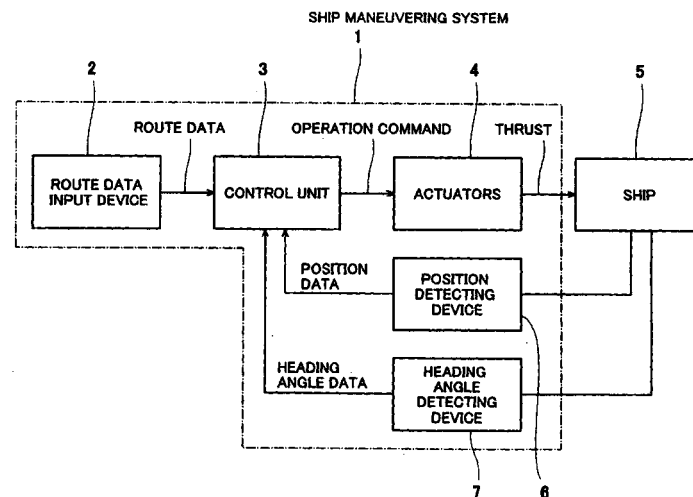 SHIP MANEUVERING SYSTEM
1
2
3
4
5
ROUTE DATA
OPERATION COMMAND
THRUST
ROUTE DATA
INPUT DEVICE
CONTROL UNIT
ACTUATORS
SHIP
POSITION
DATA
POSITION
DETECTING
DEVICE
HEADING
ANGLE DATA
HEADING
ANGLE
DETECTING
DEVICE
7
6